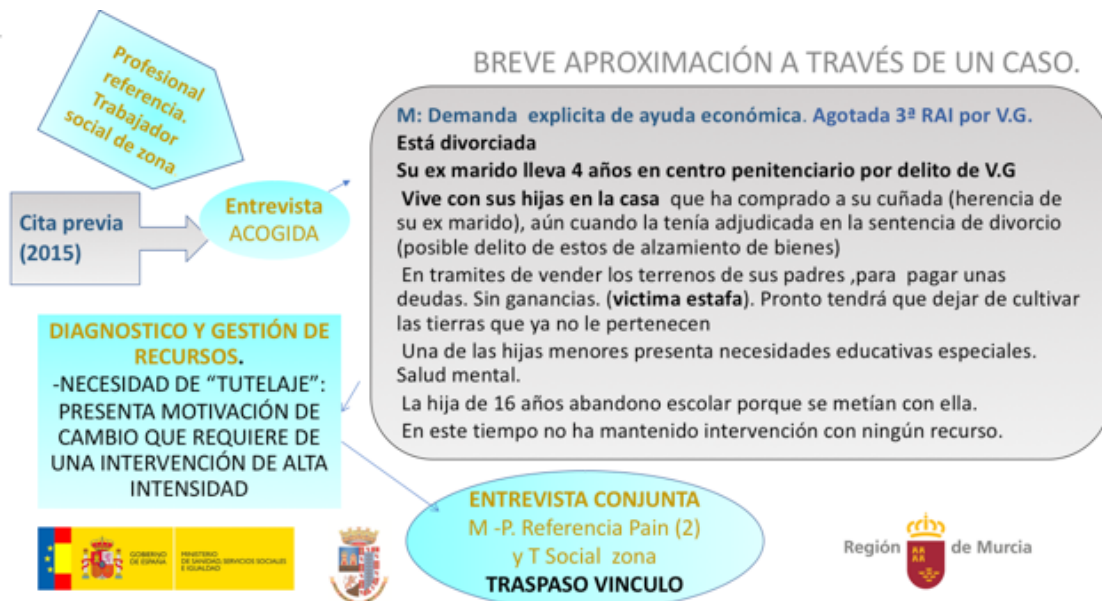 Profesional
referencia.
Trabajador
social de zona
BREVE APROXIMACIÓN A TRAVÉS DE UN CASO.
Cita previa
(2015)
Entrevista
ACOGIDA
M: Demanda explicita de ayuda económica. Agotada 3ª RAI por V.G.
Está divorciada
Su ex marido lleva 4 años en centro penitenciario por delito de V.G
Vive con sus hijas en la casa que ha comprado a su cuñada (herencia de
su ex marido), aún cuando la tenía adjudicada en la sentencia de divorcio
(posible delito de estos de alzamiento de bienes)
En tramites de vender los terrenos de sus padres ,para pagar unas
deudas. Sin ganancias. (victima estafa). Pronto tendrá que dejar de cultivar
las tierras que ya no le pertenecen
Una de las hijas menores presenta necesidades educativas especiales.
Salud mental.
La hija de 16 años abandono escolar porque se metían con ella.
En este tiempo no ha mantenido intervención con ningún recurso.
DIAGNOSTICO Y GESTIÓN DE
RECURSOS.
-NECESIDAD DE “TUTELAJE”:
PRESENTA MOTIVACIÓN DE
CAMBIO QUE REQUIERE DE
UNA INTERVENCIÓN DE ALTA
INTENSIDAD
ENTREVISTA CONJUNTA
M -P. Referencia Pain (2)
y T Social zona
TRASPASO VINCULO
GOBIERNO
DE ESPAÑA
MINISTERIO
DE SANIDAD, SERVICIOS SOCIALES
E IGUALDAD
Región de Murcia